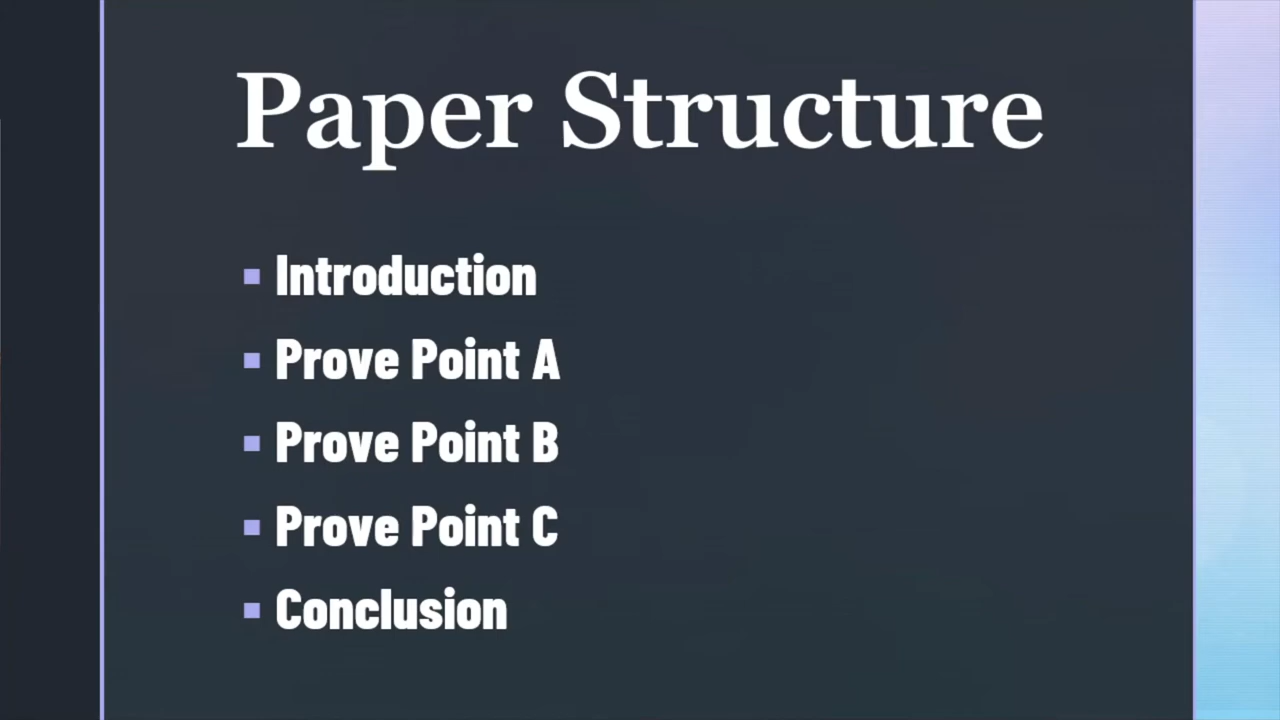 Paper Structure
Introduction
Prove Point A
Prove Point B
Prove Point C
Conclusion